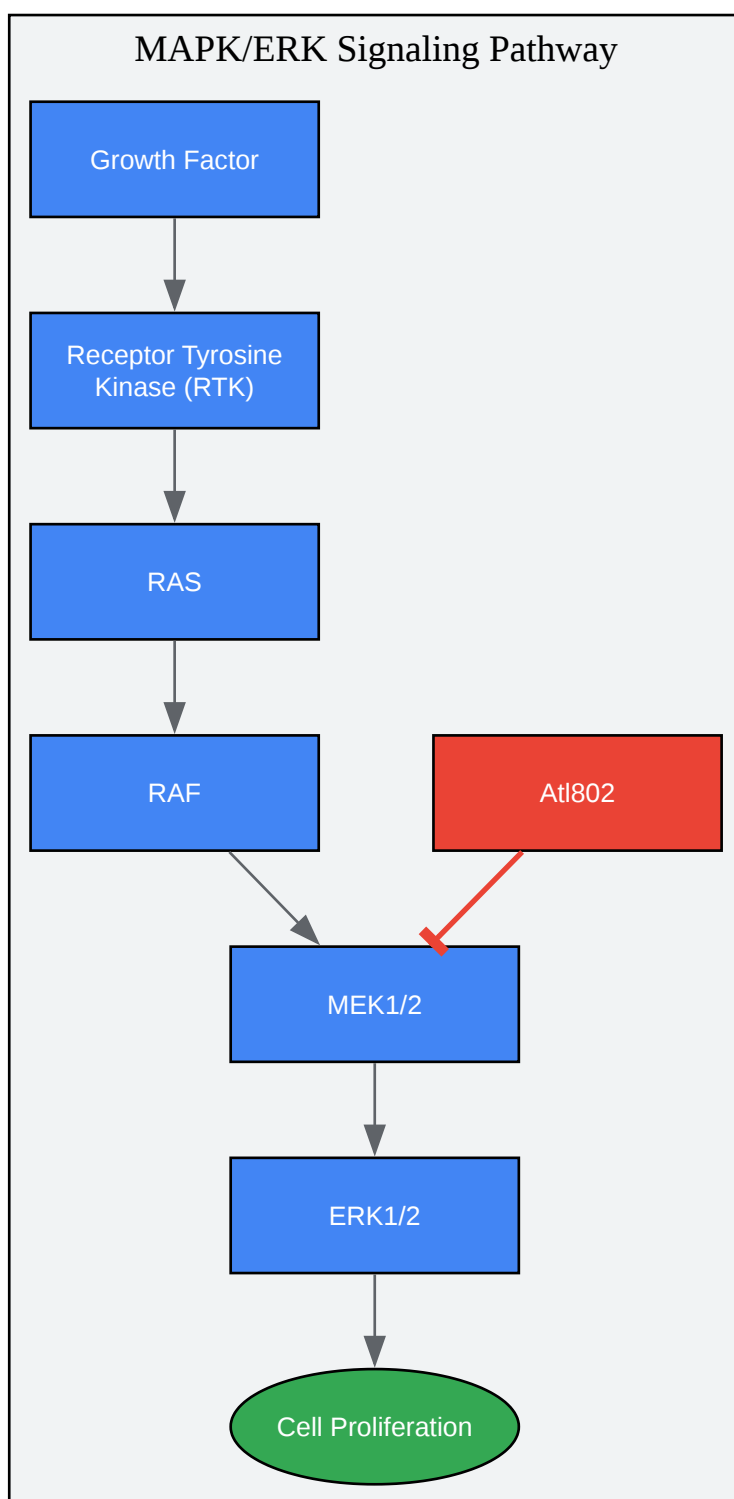 MAPK/ERK Signaling Pathway
Growth Factor
Receptor Tyrosine
Kinase (RTK)
RAS
RAF
Atl802
MEK1/2
ERK1/2
Cell Proliferation